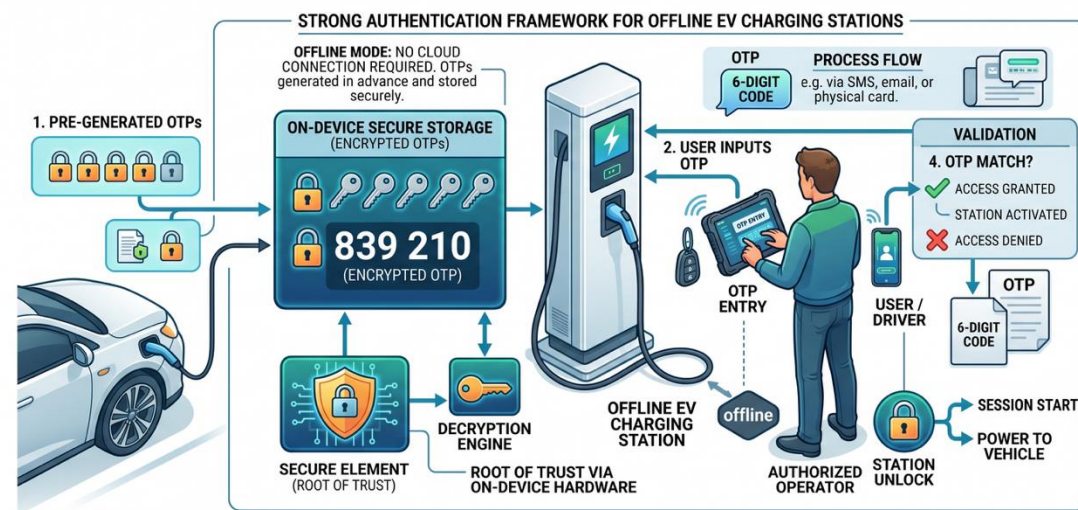 STRONG AUTHENTICATION FRAMEWORK FOR OFFLINE EV CHARGING STATIONS
OFFLINE MODE: NO CLOUD
CONNECTION REQUIRED. OTPs
generated in advance and stored
securely.
1. PRE-GENERATED OTPs
ON-DEVICE SECURE STORAGE
(ENCRYPTED OTPs)
839 210
(ENCRYPTED OTP)
SECURE ELEMENT
(ROOT OF TRUST)
DECRYPTION
ENGINE
ROOT OF TRUST VIA
ON-DEVICE HARDWARE
OTP
6-DIGIT
CODE
PROCESS FLOW
e.g. via SMS, email, or
physical card.
2. USER INPUTS
OTP
OTP ENTRY
OTP
ENTRY
OFFLINE EV
CHARGING
STATION
offline
AUTHORIZED
OPERATOR
USER /
DRIVER
VALIDATION
4. OTP MATCH?
ACCESS GRANTED
STATION ACTIVATED
ACCESS DENIED
OTP
6-DIGIT
CODE
STATION
UNLOCK
SESSION START
POWER TO
VEHICLE